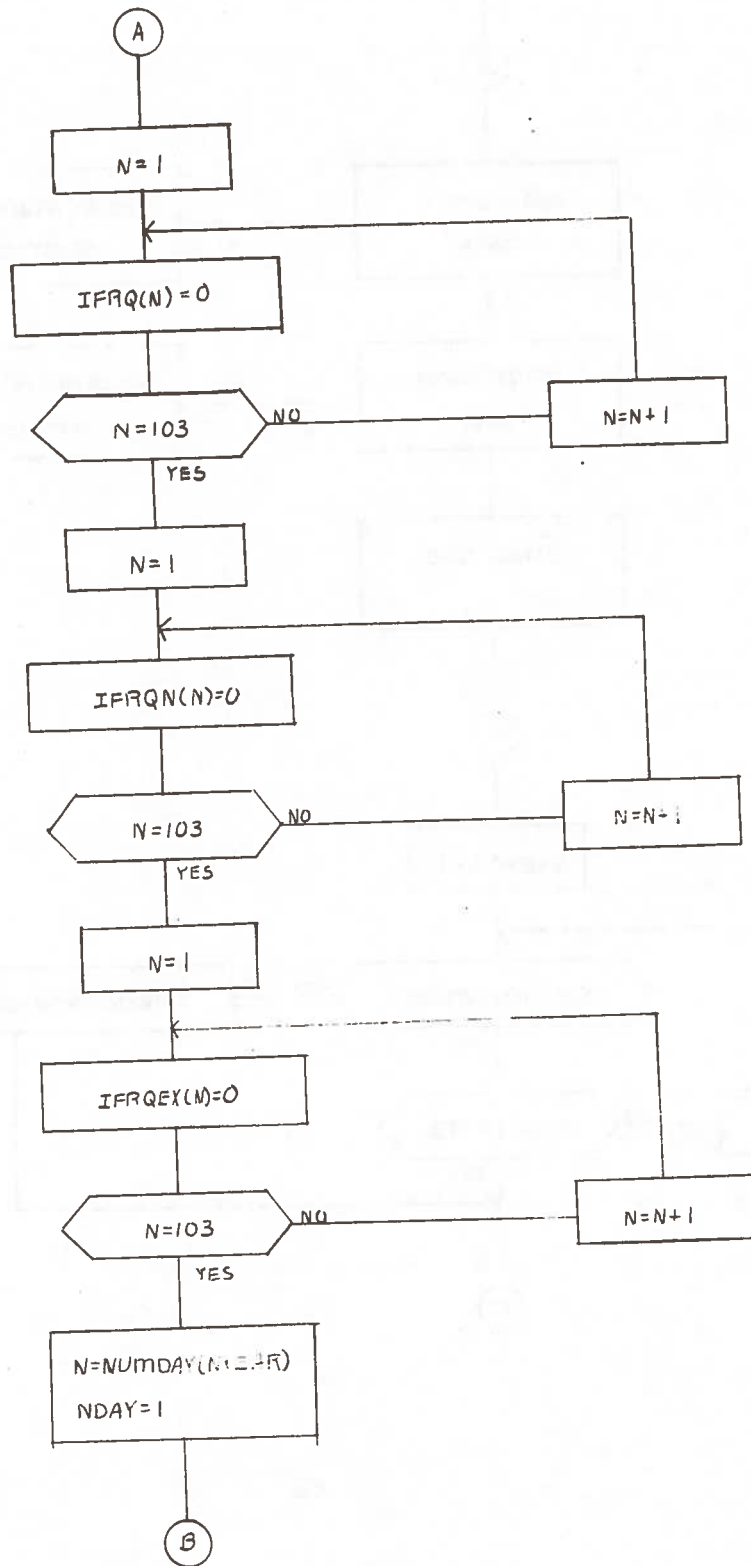 A
N=1
IFRQ(N)=0
N=103
NO
N=N+1
YES
N=1
IFRQN(N)=0
N=103
NO
N=N+1
YES
N=1
IFRQEX(N)=0
N=103
NO
N=N+1
YES
NDAY=1
B